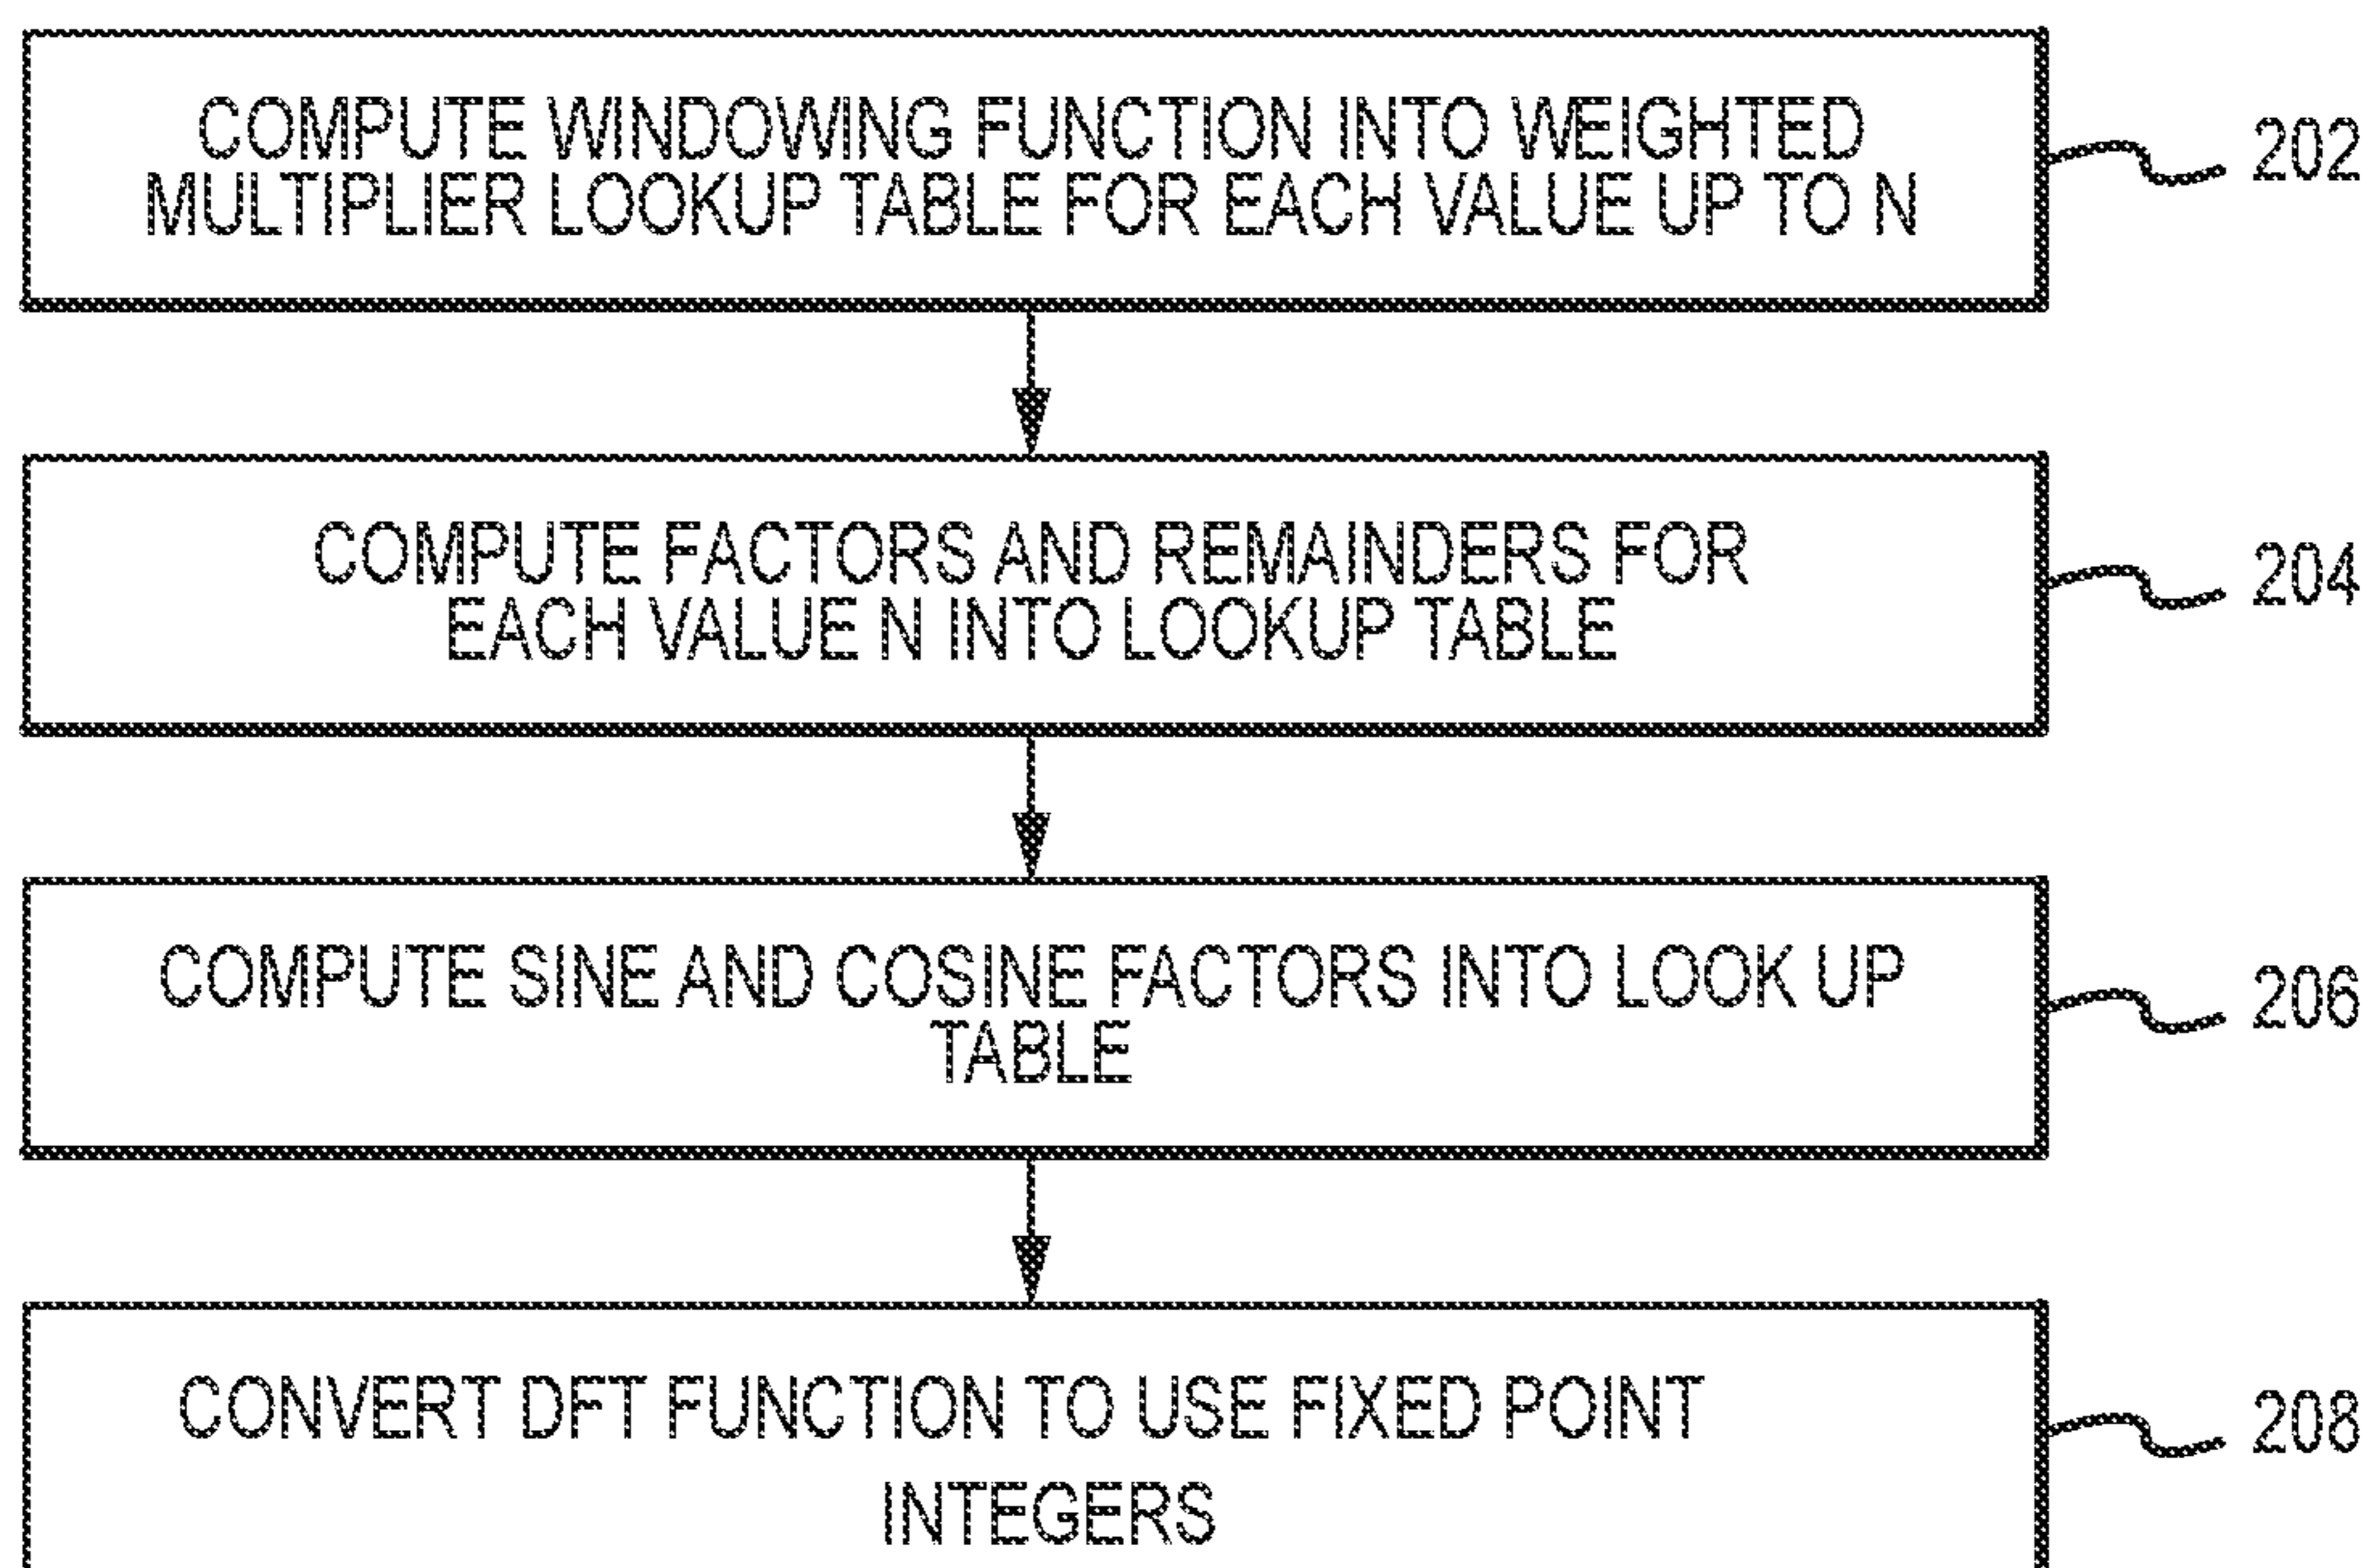 COMPUTE WINDOWING FUNCTION INTO WEIGHTED
MULTIPLIER LOOKUP TABLE FOR EACH VALUE UP TO N
202
COMPUTE FACTORS AND REMAINDERS FOR
EACH VALUE N INTO LOOKUP TABLE
204
COMPUTE SINE AND COSINE FACTORS INTO LOOK UP
TABLE
206
CONVERT DFT FUNCTION TO USE FIXED POINT
INTEGERS
208